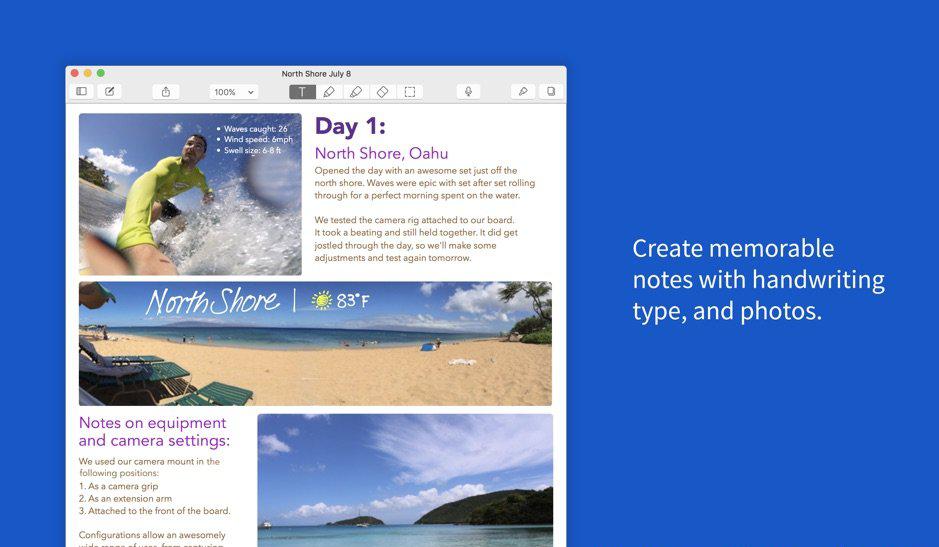 North Shore July 8
100%
T
• Waves caught: 26
• Wind speed: 6mph
• Swell size: 6-8 ft
Day 1:
North Shore, Oahu
Opened the day with an awesome set just off the
north shore. Waves were epic with set after set rolling
through for a perfect morning spent on the water.
We tested the camera rig attached to our board.
It took a beating and still held together. It did get
jostled through the day, so we'll make some
adjustments and test again tomorrow.
North Shore | 83°F
Notes on equipment
and camera settings:
We used our camera mount in the
following positions:
1. As a camera grip
2. As an extension arm
3. Attached to the front of the board.
Configurations allow an awesomely
wide range of uses, from capturing
Create memorable
notes with handwriting
type, and photos.